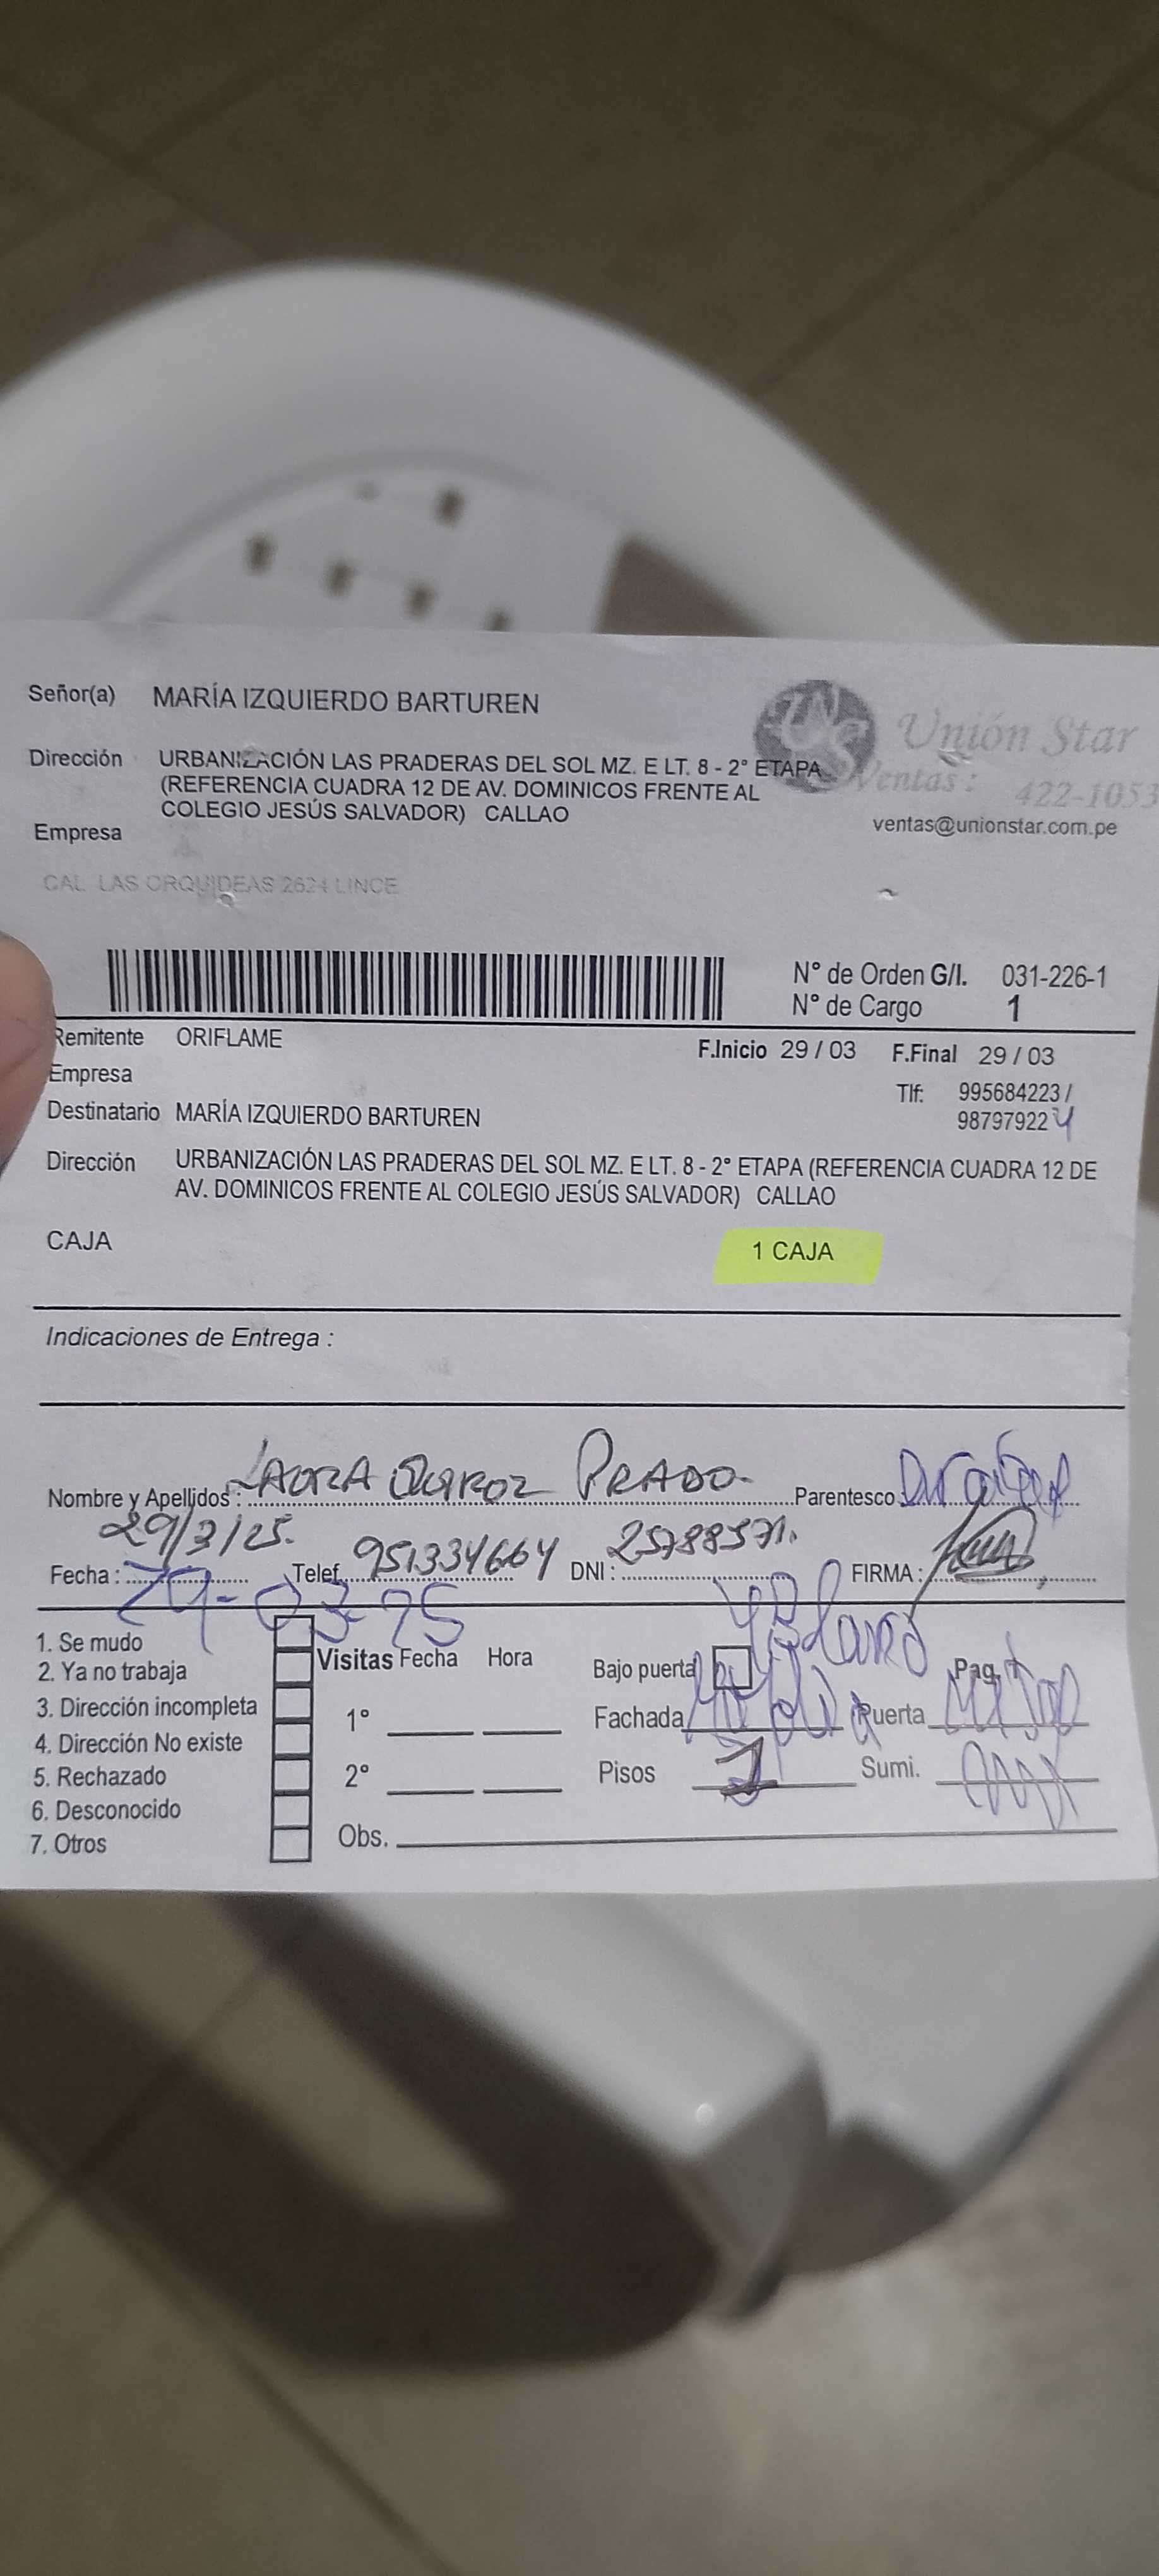 Señor(a) MARÍA IZQUIERDO BARTUREN
Unión Star
Dirección URBANIZACIÓN LAS PRADERAS DEL SOL MZ. E LT. 8 - 2° ETAPA
Ventas : 422-1053
(REFERENCIA CUADRA 12 DE AV. DOMINICOS FRENTE AL
COLEGIO JESÚS SALVADOR) CALLAO
ventas@unionstar.com.pe
Empresa
CAL LAS ORQUIDEAS 2624 LINCE
N° de Orden G/I. 031-226-1
N° de Cargo 1
Remitente ORIFLAME
F.Inicio 29 / 03 F.Final 29 / 03
Empresa
Tlf: 995684223 /
987979224
Destinatario MARÍA IZQUIERDO BARTUREN
Dirección URBANIZACIÓN LAS PRADERAS DEL SOL MZ. E LT. 8 - 2° ETAPA (REFERENCIA CUADRA 12 DE
AV. DOMINICOS FRENTE AL COLEGIO JESÚS SALVADOR) CALLAO
CAJA 1 CAJA
Indicaciones de Entrega :
Nombre y Apellidos : LAURA QUIROZ PRADO Parentesco
29/3/25.
Fecha : Telef. 951334664 DNI : 25788571. FIRMA :
29-03-25
1. Se mudo
2. Ya no trabaja
3. Dirección incompleta
4. Dirección No existe
5. Rechazado
6. Desconocido
7. Otros
Visitas Fecha Hora
1°
2°
Obs.
Bajo puerta Pag. 1
Fachada Puerta
Pisos Sumi.